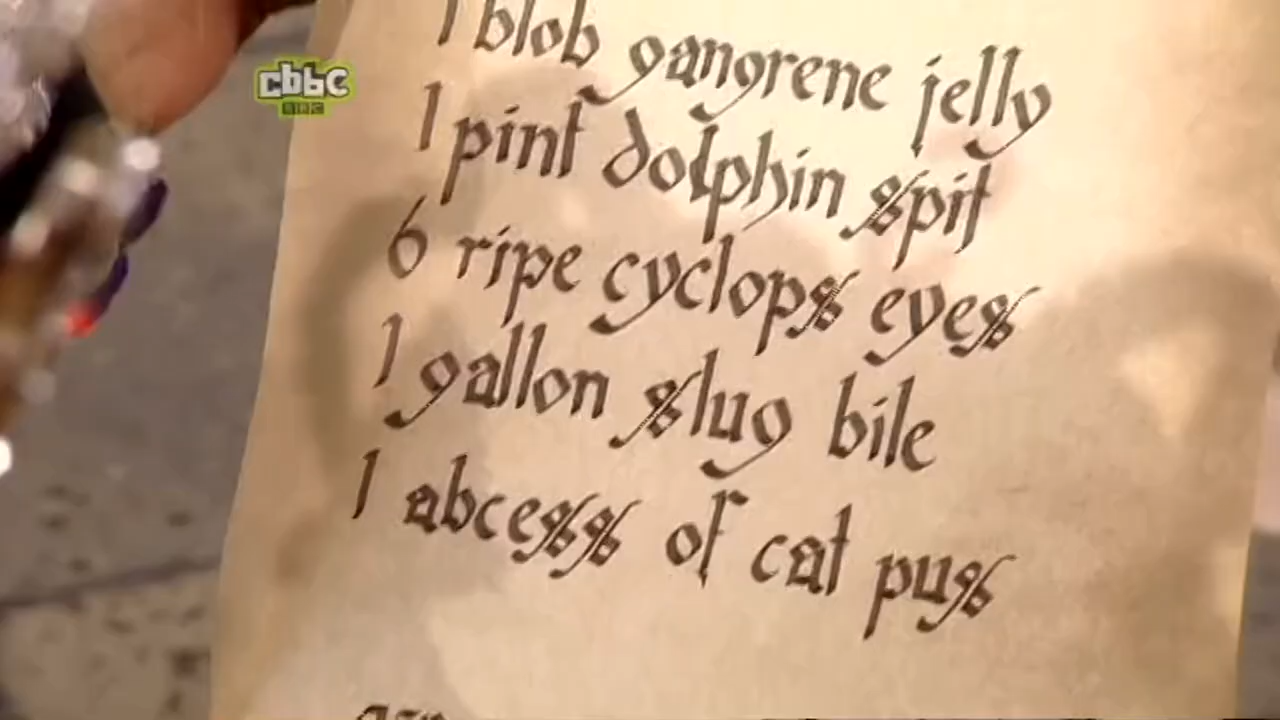 cbbc
BBC
1 blob gangrene jelly
1 pint dolphin spit
6 ripe cyclops eyes
1 gallon slug bile
1 abcess of cat pus